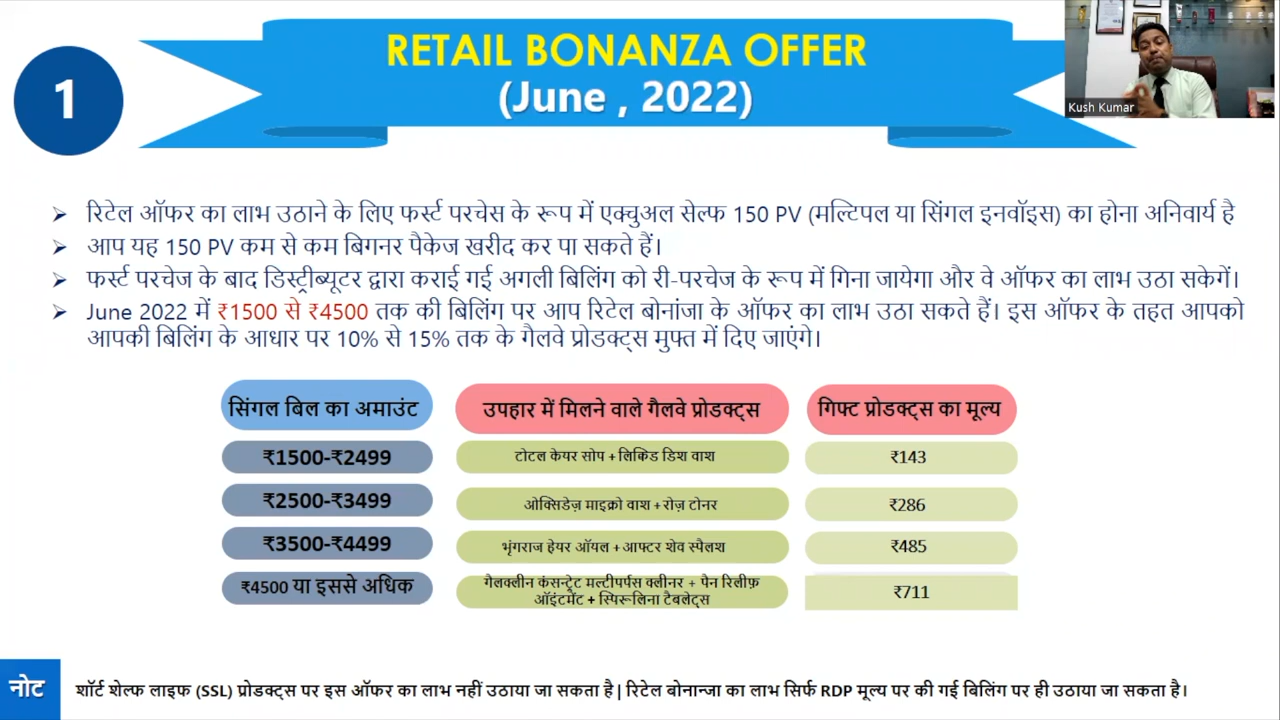 1
RETAIL BONANZA OFFER
(June , 2022)
Kush Kumar
➢ रिटेल ऑफर का लाभ उठाने के लिए फर्स्ट परचेस के रूप में एक्चुअल सेल्फ 150 PV (मल्टिपल या सिंगल इनवॉइस) का होना अनिवार्य है
➢ आप यह 150 PV कम से कम बिगनर पैकेज खरीद कर पा सकते हैं।
➢ फर्स्ट परचेज के बाद डिस्ट्रीब्यूटर द्वारा कराई गई अगली बिलिंग को री-परचेज के रूप में गिना जायेगा और वे ऑफर का लाभ उठा सकेगें।
➢ June 2022 में ₹1500 से ₹4500 तक की बिलिंग पर आप रिटेल बोनांजा के ऑफर का लाभ उठा सकते हैं। इस ऑफर के तहत आपको
आपकी बिलिंग के आधार पर 10% से 15% तक के गैलवे प्रोडक्ट्स मुफ्त में दिए जाएंगे।
सिंगल बिल का अमाउंट उपहार में मिलने वाले गैलवे प्रोडक्ट्स गिफ्ट प्रोडक्ट्स का मूल्य
₹1500-₹2499 टोटल केयर सोप + लिकिड डिश वाश ₹143
₹2500-₹3499 ओक्सिडेज़ माइक्रो वाश + रोज़ टोनर ₹286
₹3500-₹4499 भृंगराज हेयर ऑयल + आफ्टर शेव स्पैलश ₹485
₹4500 या इससे अधिक गैलक्लीन कंसन्ट्रेट मल्टीपर्पस क्लीनर + पैन रिलीफ़ ₹711
ऑइंटमेंट + स्पिरूलिना टैबलेट्स
नोट शॉर्ट शेल्फ लाइफ (SSL) प्रोडक्ट्स पर इस ऑफर का लाभ नहीं उठाया जा सकता है | रिटेल बोनान्जा का लाभ सिर्फ RDP मूल्य पर की गई बिलिंग पर ही उठाया जा सकता है।